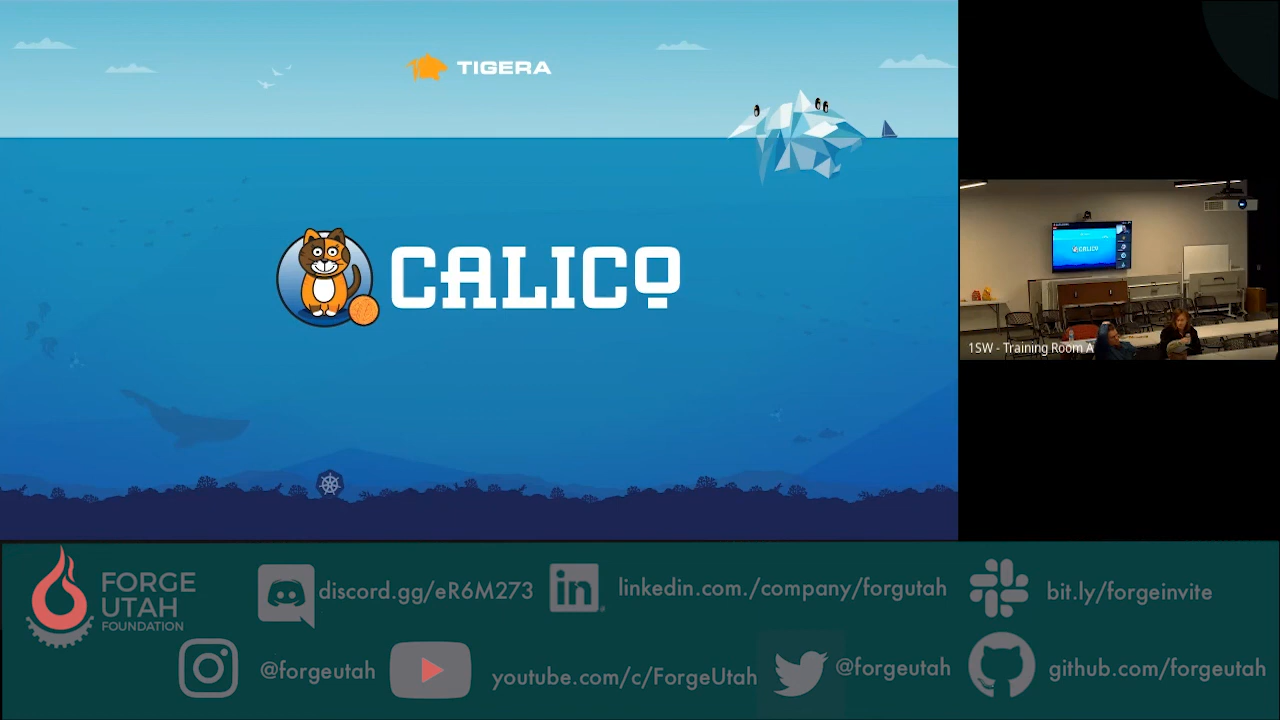 TIGERA
CALICO
CALICO
1SW - Training Room A
FORGE
UTAH
FOUNDATION
discord.gg/eR6M273
linkedin.com./company/forgutah
bit.ly/forgeinvite
@forgeutah
youtube.com/c/ForgeUtah
@forgeutah
github.com/forgeutah